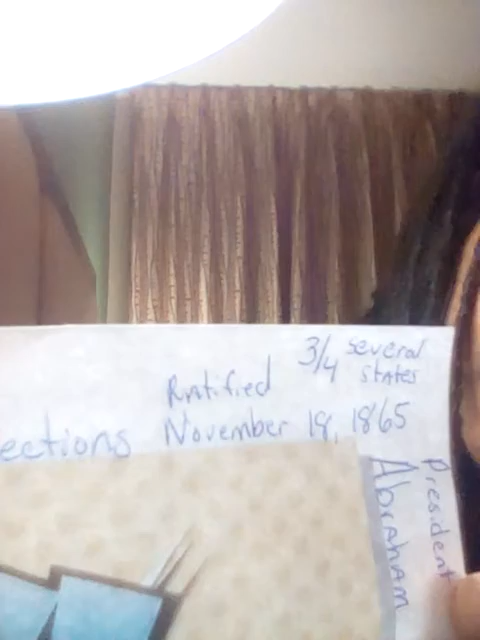 3/4 several
states
Ratified
ections November 18, 1865
President
Abraham